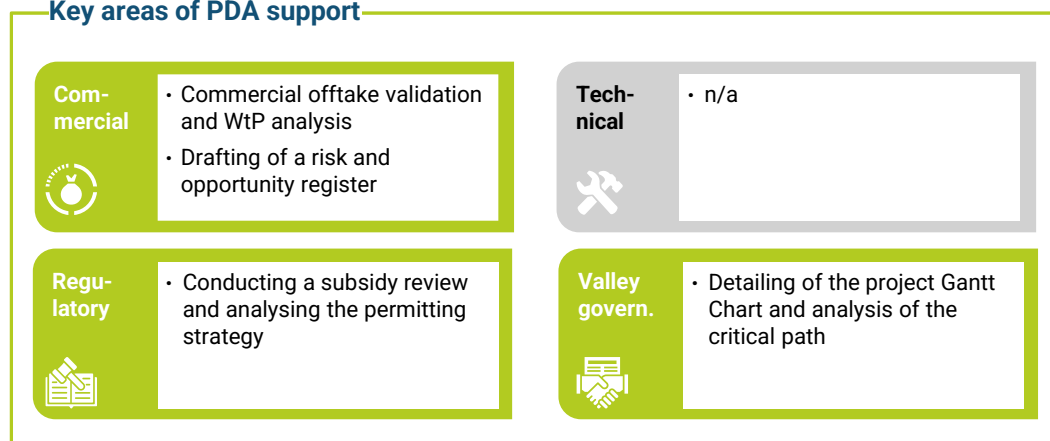 Key areas of PDA support
Com-
mercial
• Commercial offtake validation
and WtP analysis
• Drafting of a risk and
opportunity register
Tech-
nical
• n/a
Regu-
latory
• Conducting a subsidy review
and analysing the permitting
strategy
Valley
govern.
• Detailing of the project Gantt
Chart and analysis of the
critical path